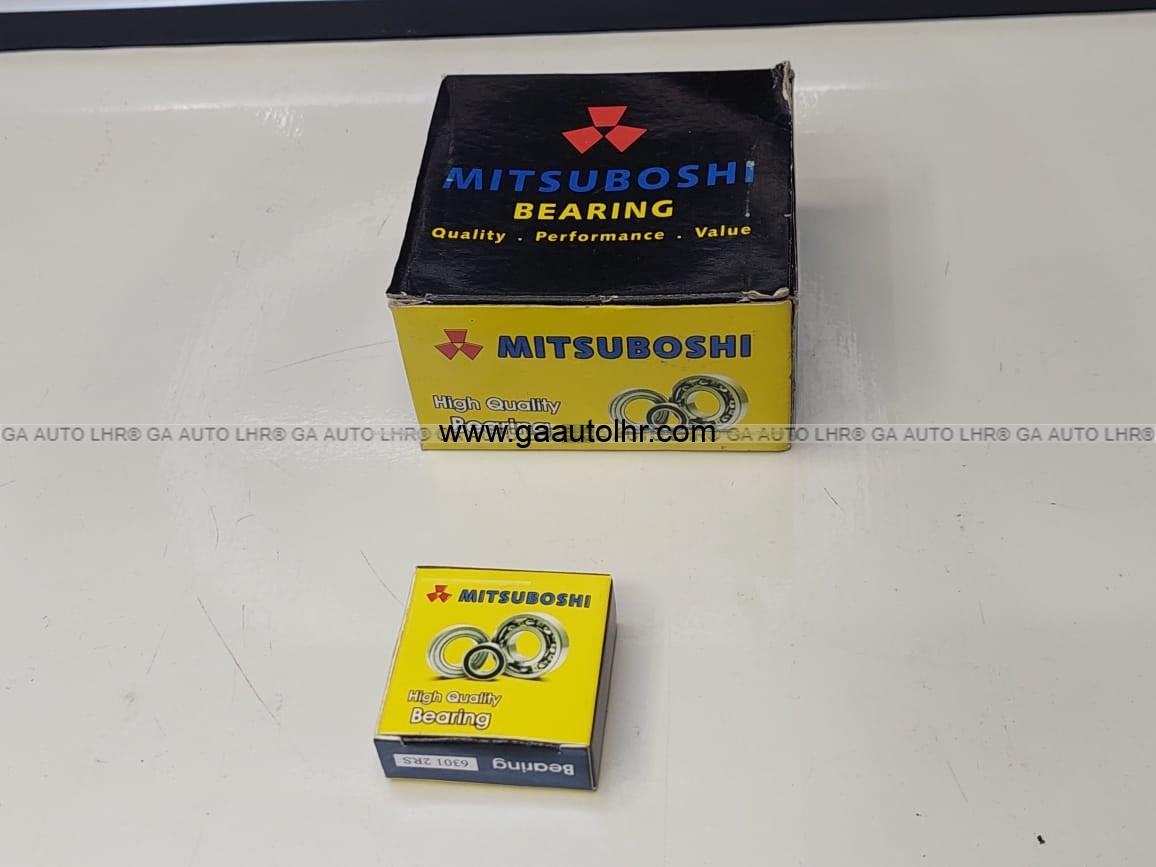 MITSUBOSHI
BEARING
Quality . Performance . Value
MITSUBOSHI
High Quality
Bearing
GA AUTO LHR® GA AUTO LHR® GA AUTO LHR® www.gaautolhr.com AUTO LHR® GA AUTO LHR® GA AUTO LHR®
MITSUBOSHI
High Quality
Bearing
Bearing 6301 2RS